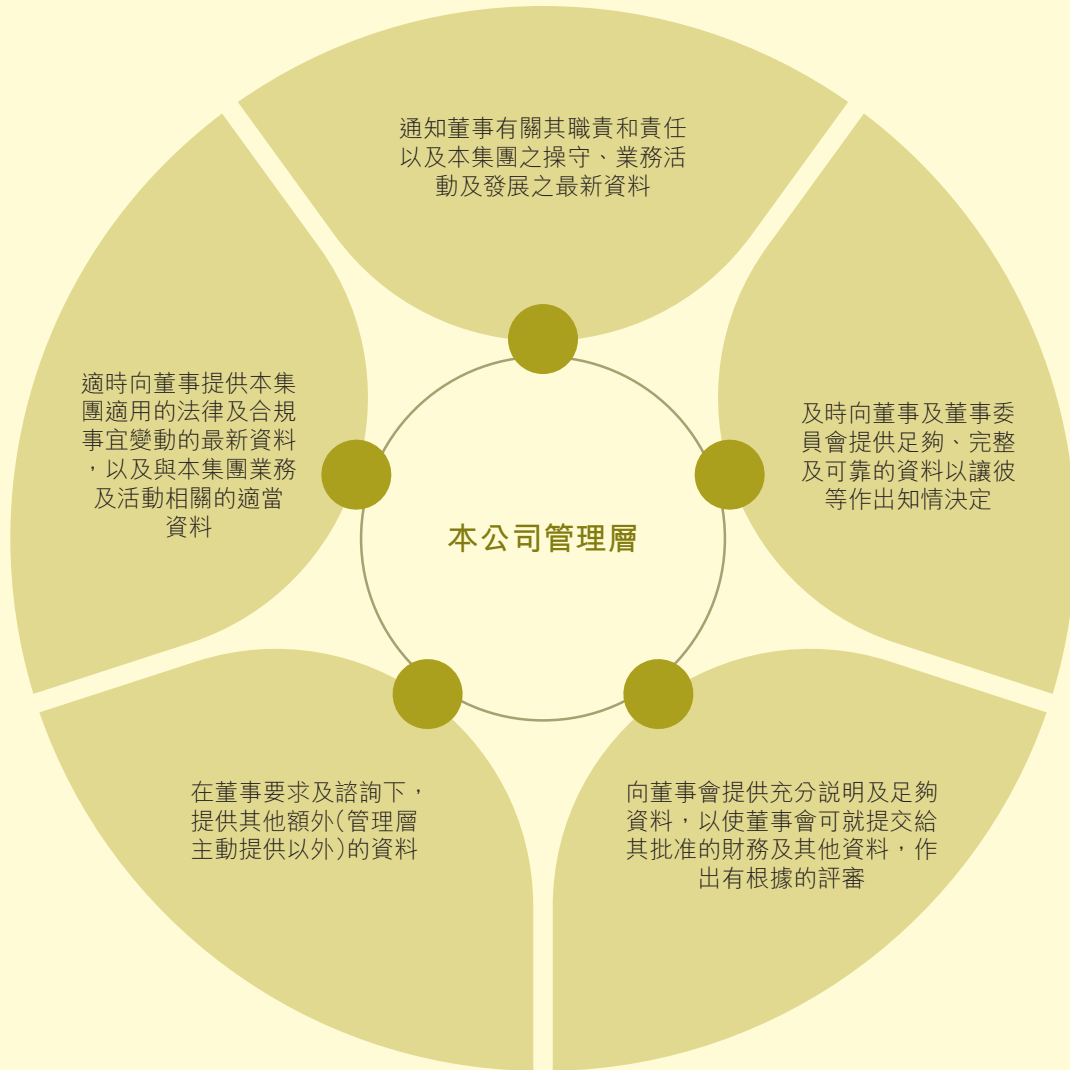 通知董事有關其職責和責任
以及本集團之操守、業務活
動及發展之最新資料
適時向董事提供本集
團適用的法律及合規
事宜變動的最新資料
，以及與本集團業務
及活動相關的適當
資料
及時向董事及董事委
員會提供足夠、完整
及可靠的資料以讓彼
等作出知情決定
本公司管理層
在董事要求及諮詢下，
提供其他額外(管理層
主動提供以外)的資料
向董事會提供充分説明及足夠
資料，以使董事會可就提交給
其批准的財務及其他資料，作
出有根據的評審